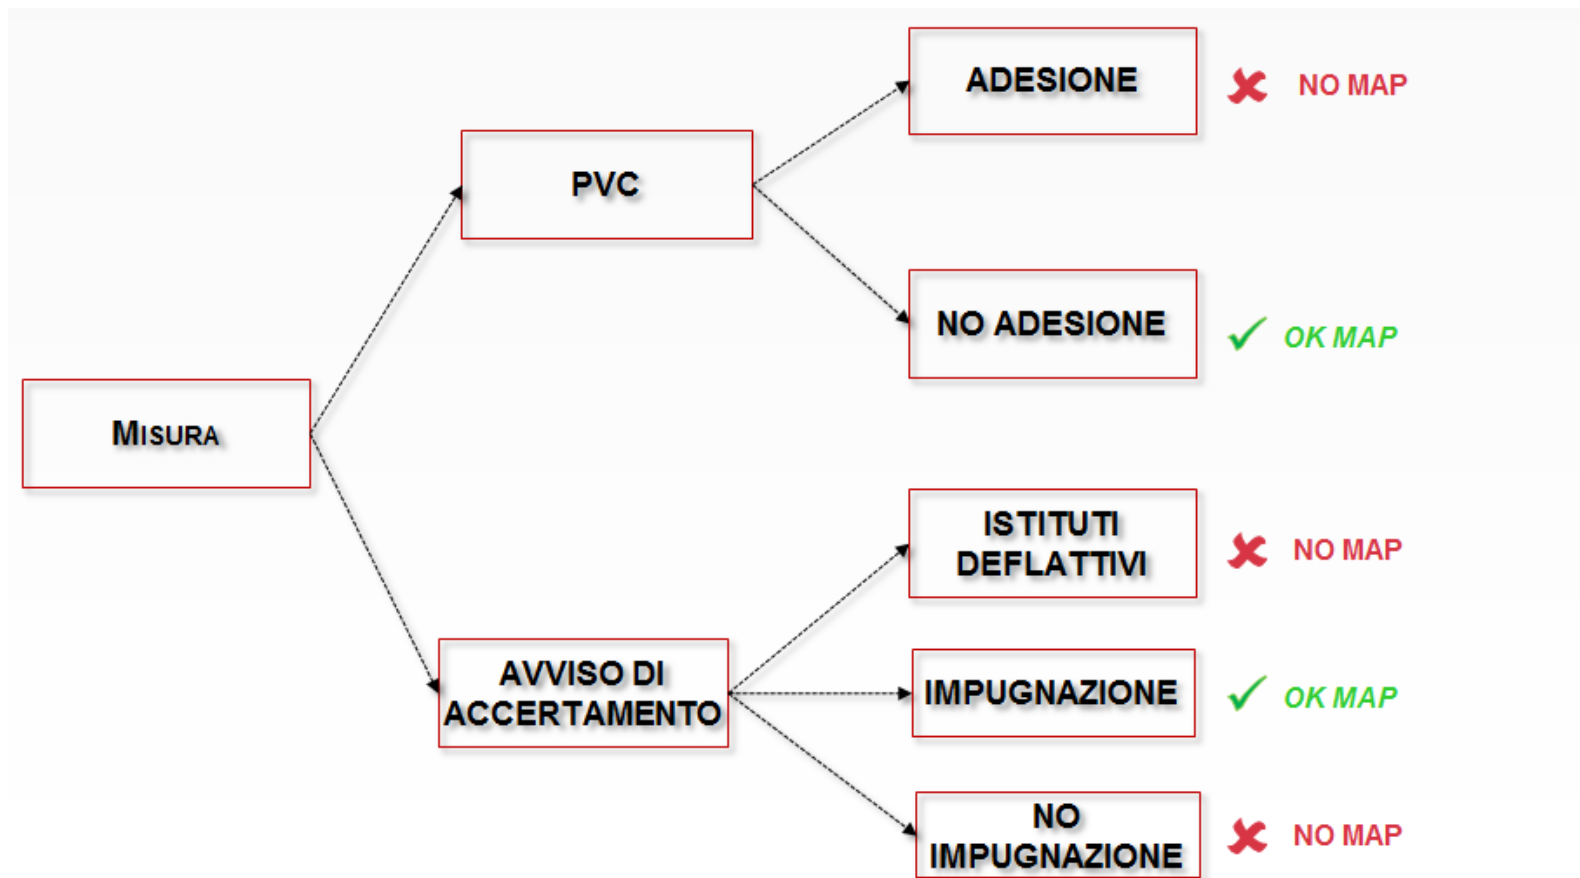 ADESIONE
NO MAP
PVC
NO ADESIONE
OK MAP
MISURA
ISTITUTI
DEFLATTIVI
NO MAP
AVVISO DI
ACCERTAMENTO
IMPUGNAZIONE
OK MAP
NO
IMPUGNAZIONE
NO MAP